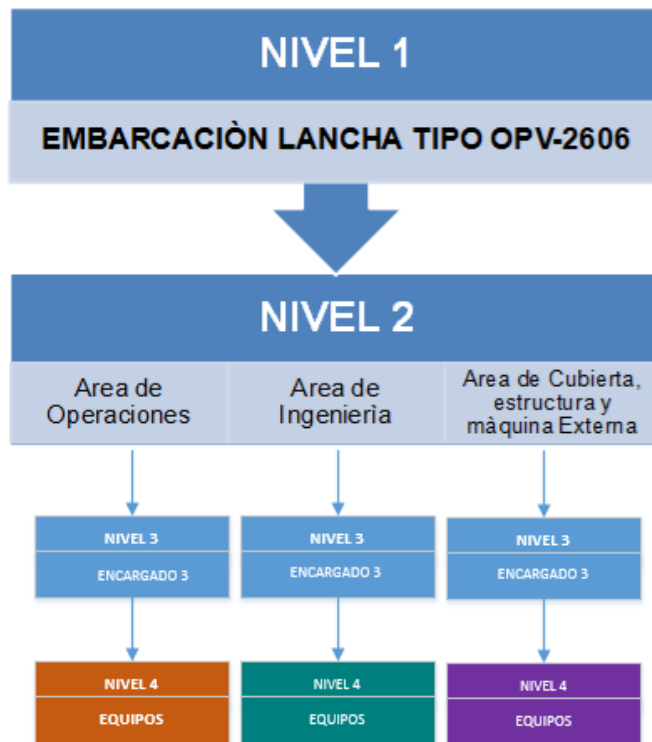 NIVEL 1
EMBARCACIÒN LANCHA TIPO OPV-2606
NIVEL 2
Area de
Operaciones
Area de
Ingenierìa
Area de Cubierta,
estructura y
màquina Externa
NIVEL 3
ENCARGADO 3
NIVEL 3
ENCARGADO 3
NIVEL 3
ENCARGADO 3
NIVEL 4
EQUIPOS
NIVEL 4
EQUIPOS
NIVEL 4
EQUIPOS